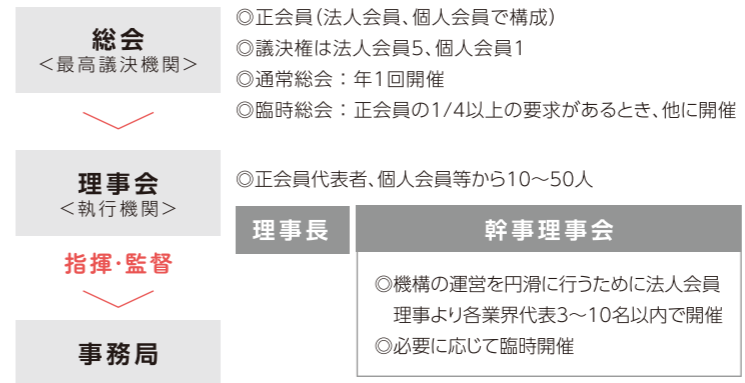 総会
＜最高議決機関＞
◎正会員（法人会員、個人会員で構成）
◎議決権は法人会員5、個人会員1
◎通常総会：年1回開催
◎臨時総会：正会員の1/4以上の要求があるとき、他に開催
理事会
＜執行機関＞
◎正会員代表者、個人会員等から10〜50人
理事長
幹事理事会
◎機構の運営を円滑に行うために法人会員
理事より各業界代表3〜10名以内で開催
◎必要に応じて臨時開催
指揮・監督
事務局